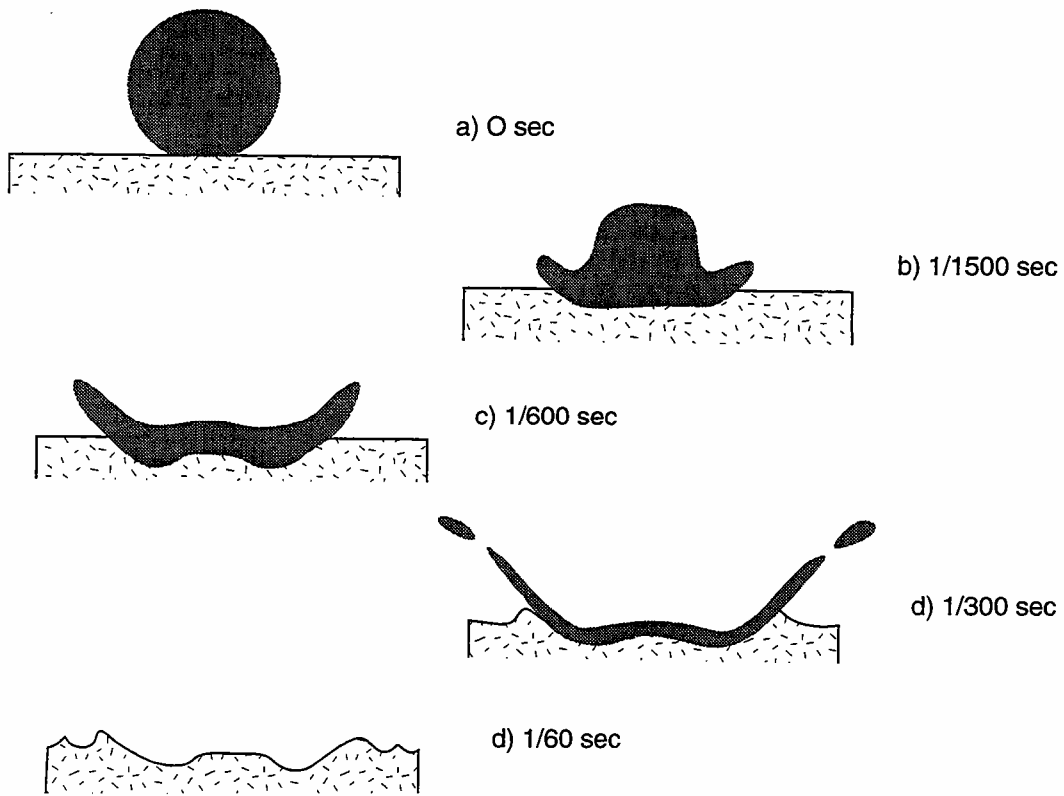 a) O sec
b) 1/1500 sec
c) 1/600 sec
d) 1/300 sec
d) 1/60 sec